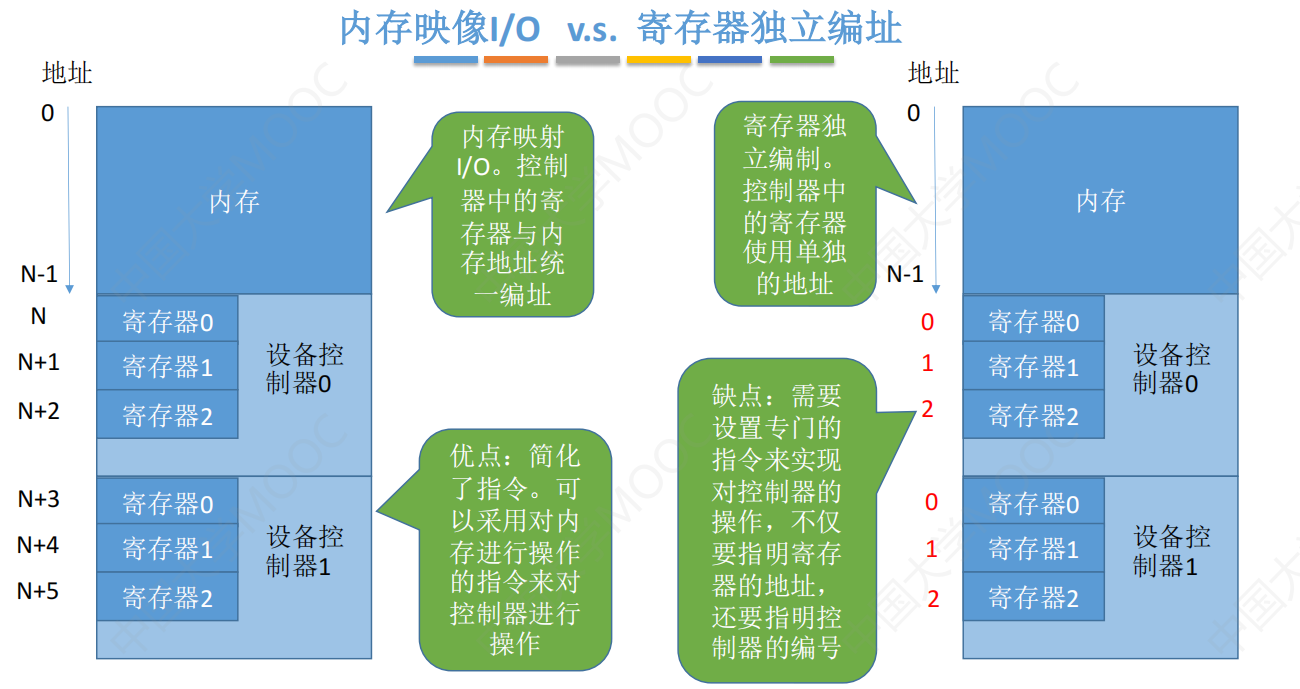 内存映像I/O v.s. 寄存器独立编址
地址
0
N-1
N
N+1
N+2
N+3
N+4
N+5
内存
寄存器0
寄存器1
寄存器2
设备控
制器0
寄存器0
寄存器1
寄存器2
设备控
制器1
内存映射
I/O。控制
器中的寄
存器与内
存地址统
一编址
优点：简化
了指令。可
以采用对内
存进行操作
的指令来对
控制器进行
操作
寄存器独
立编制。
控制器中
的寄存器
使用单独
的地址
缺点：需要
设置专门的
指令来实现
对控制器的
操作，不仅
要指明寄存
器的地址，
还要指明控
制器的编号
地址
0
N-1
0
1
2
0
1
2
内存
寄存器0
寄存器1
寄存器2
设备控
制器0
寄存器0
寄存器1
寄存器2
设备控
制器1
中国大学MOOC